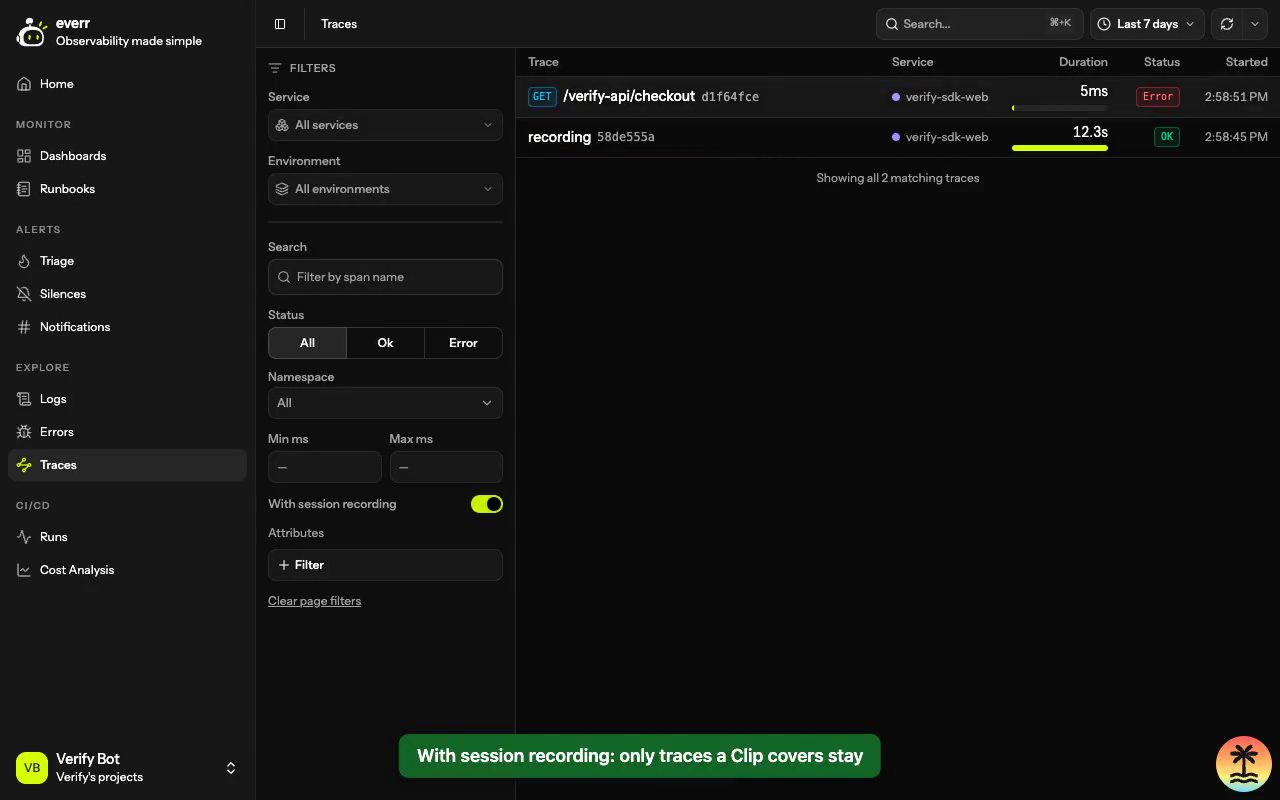 everr
Observability made simple
Home
MONITOR
Dashboards
Runbooks
ALERTS
Triage
Silences
Notifications
EXPLORE
Logs
Errors
Traces
CI/CD
Runs
Cost Analysis
VB
Verify Bot
Verify's projects
Traces
Search...
⌘+K
Last 7 days
FILTERS
Service
All services
Environment
All environments
Search
Filter by span name
Status
All Ok Error
Namespace
All
Min ms Max ms
— —
With session recording
Attributes
+ Filter
Clear page filters
Trace Service Duration Status Started
GET /verify-api/checkout d1f64fce verify-sdk-web 5ms Error 2:58:51 PM
recording 58de555a verify-sdk-web 12.3s OK 2:58:45 PM
Showing all 2 matching traces
With session recording: only traces a Clip covers stay